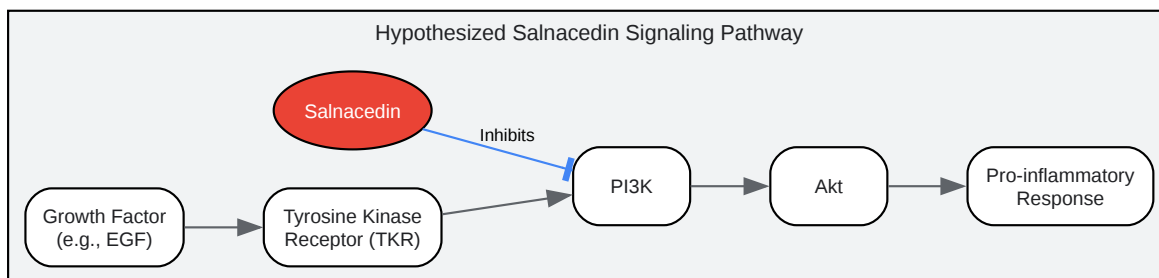 Hypothesized Salnacedin Signaling Pathway
Salnacedin
Inhibits
Growth Factor
(e.g., EGF)
Tyrosine Kinase
Receptor (TKR)
PI3K
Akt
Pro-inflammatory
Response